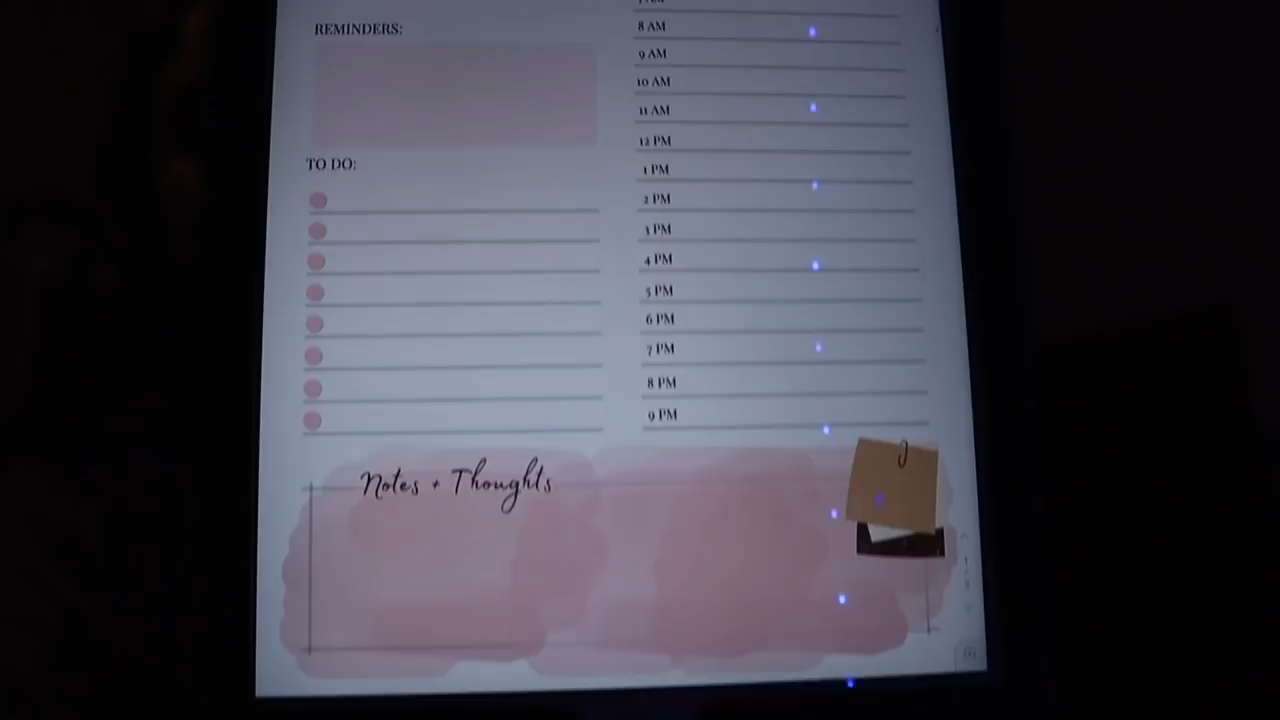 REMINDERS:
TO DO:
8 AM
9 AM
10 AM
11 AM
12 PM
1 PM
2 PM
3 PM
4 PM
5 PM
6 PM
7 PM
8 PM
9 PM
Notes + Thoughts